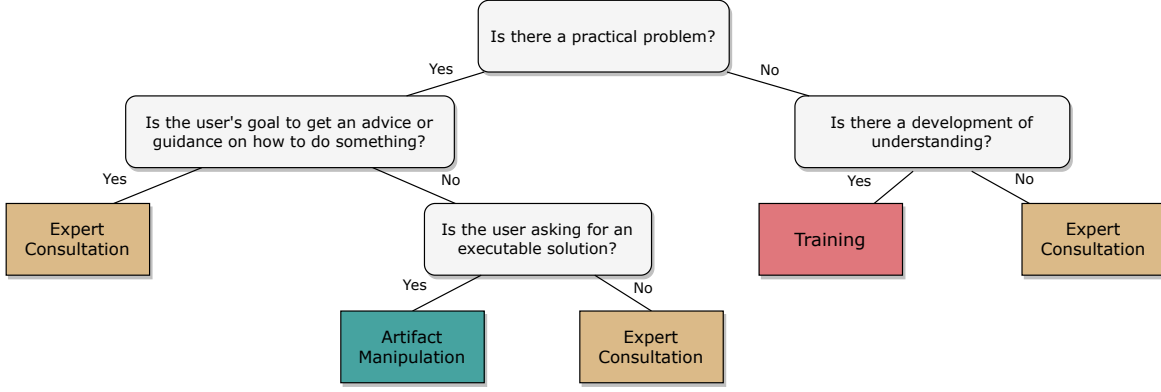 Is there a practical problem?
Yes
No
Is the user's goal to get an advice or
guidance on how to do something?
Is there a development of
understanding?
Yes
No
Yes
No
Expert
Consultation
Is the user asking for an
executable solution?
Training
Expert
Consultation
Yes
No
Artifact
Manipulation
Expert
Consultation